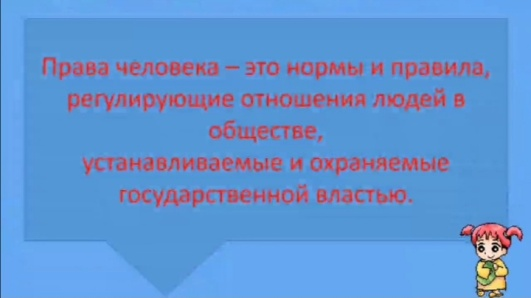 Права человека – это нормы и правила,
регулирующие отношения людей в
обществе,
устанавливаемые и охраняемые
государственной властью.